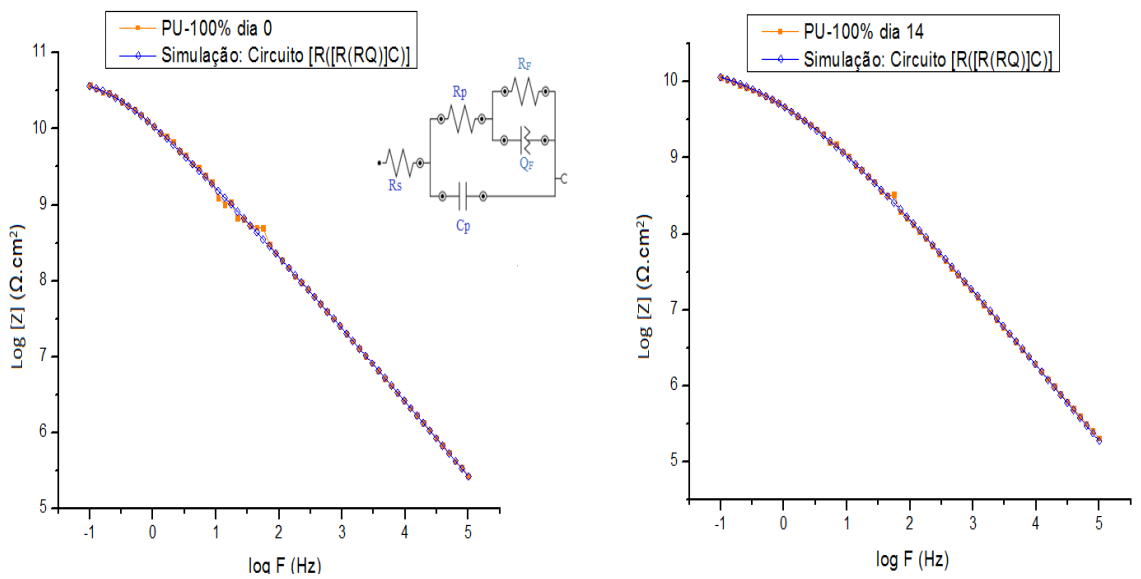 PU-100% dia 0
Simulação: Circuito [R([R(RQ)]C)]
11
10
9
8
7
6
5
Log [Z] (Ω.cm²)
-1 0 1 2 3 4 5
log F (Hz)
Rs
Rp
RF
QF
Cp
C
PU-100% dia 14
Simulação: Circuito [R([R(RQ)]C)]
10
9
8
7
6
5
Log [Z] (Ω.cm²)
-1 0 1 2 3 4 5
log F (Hz)